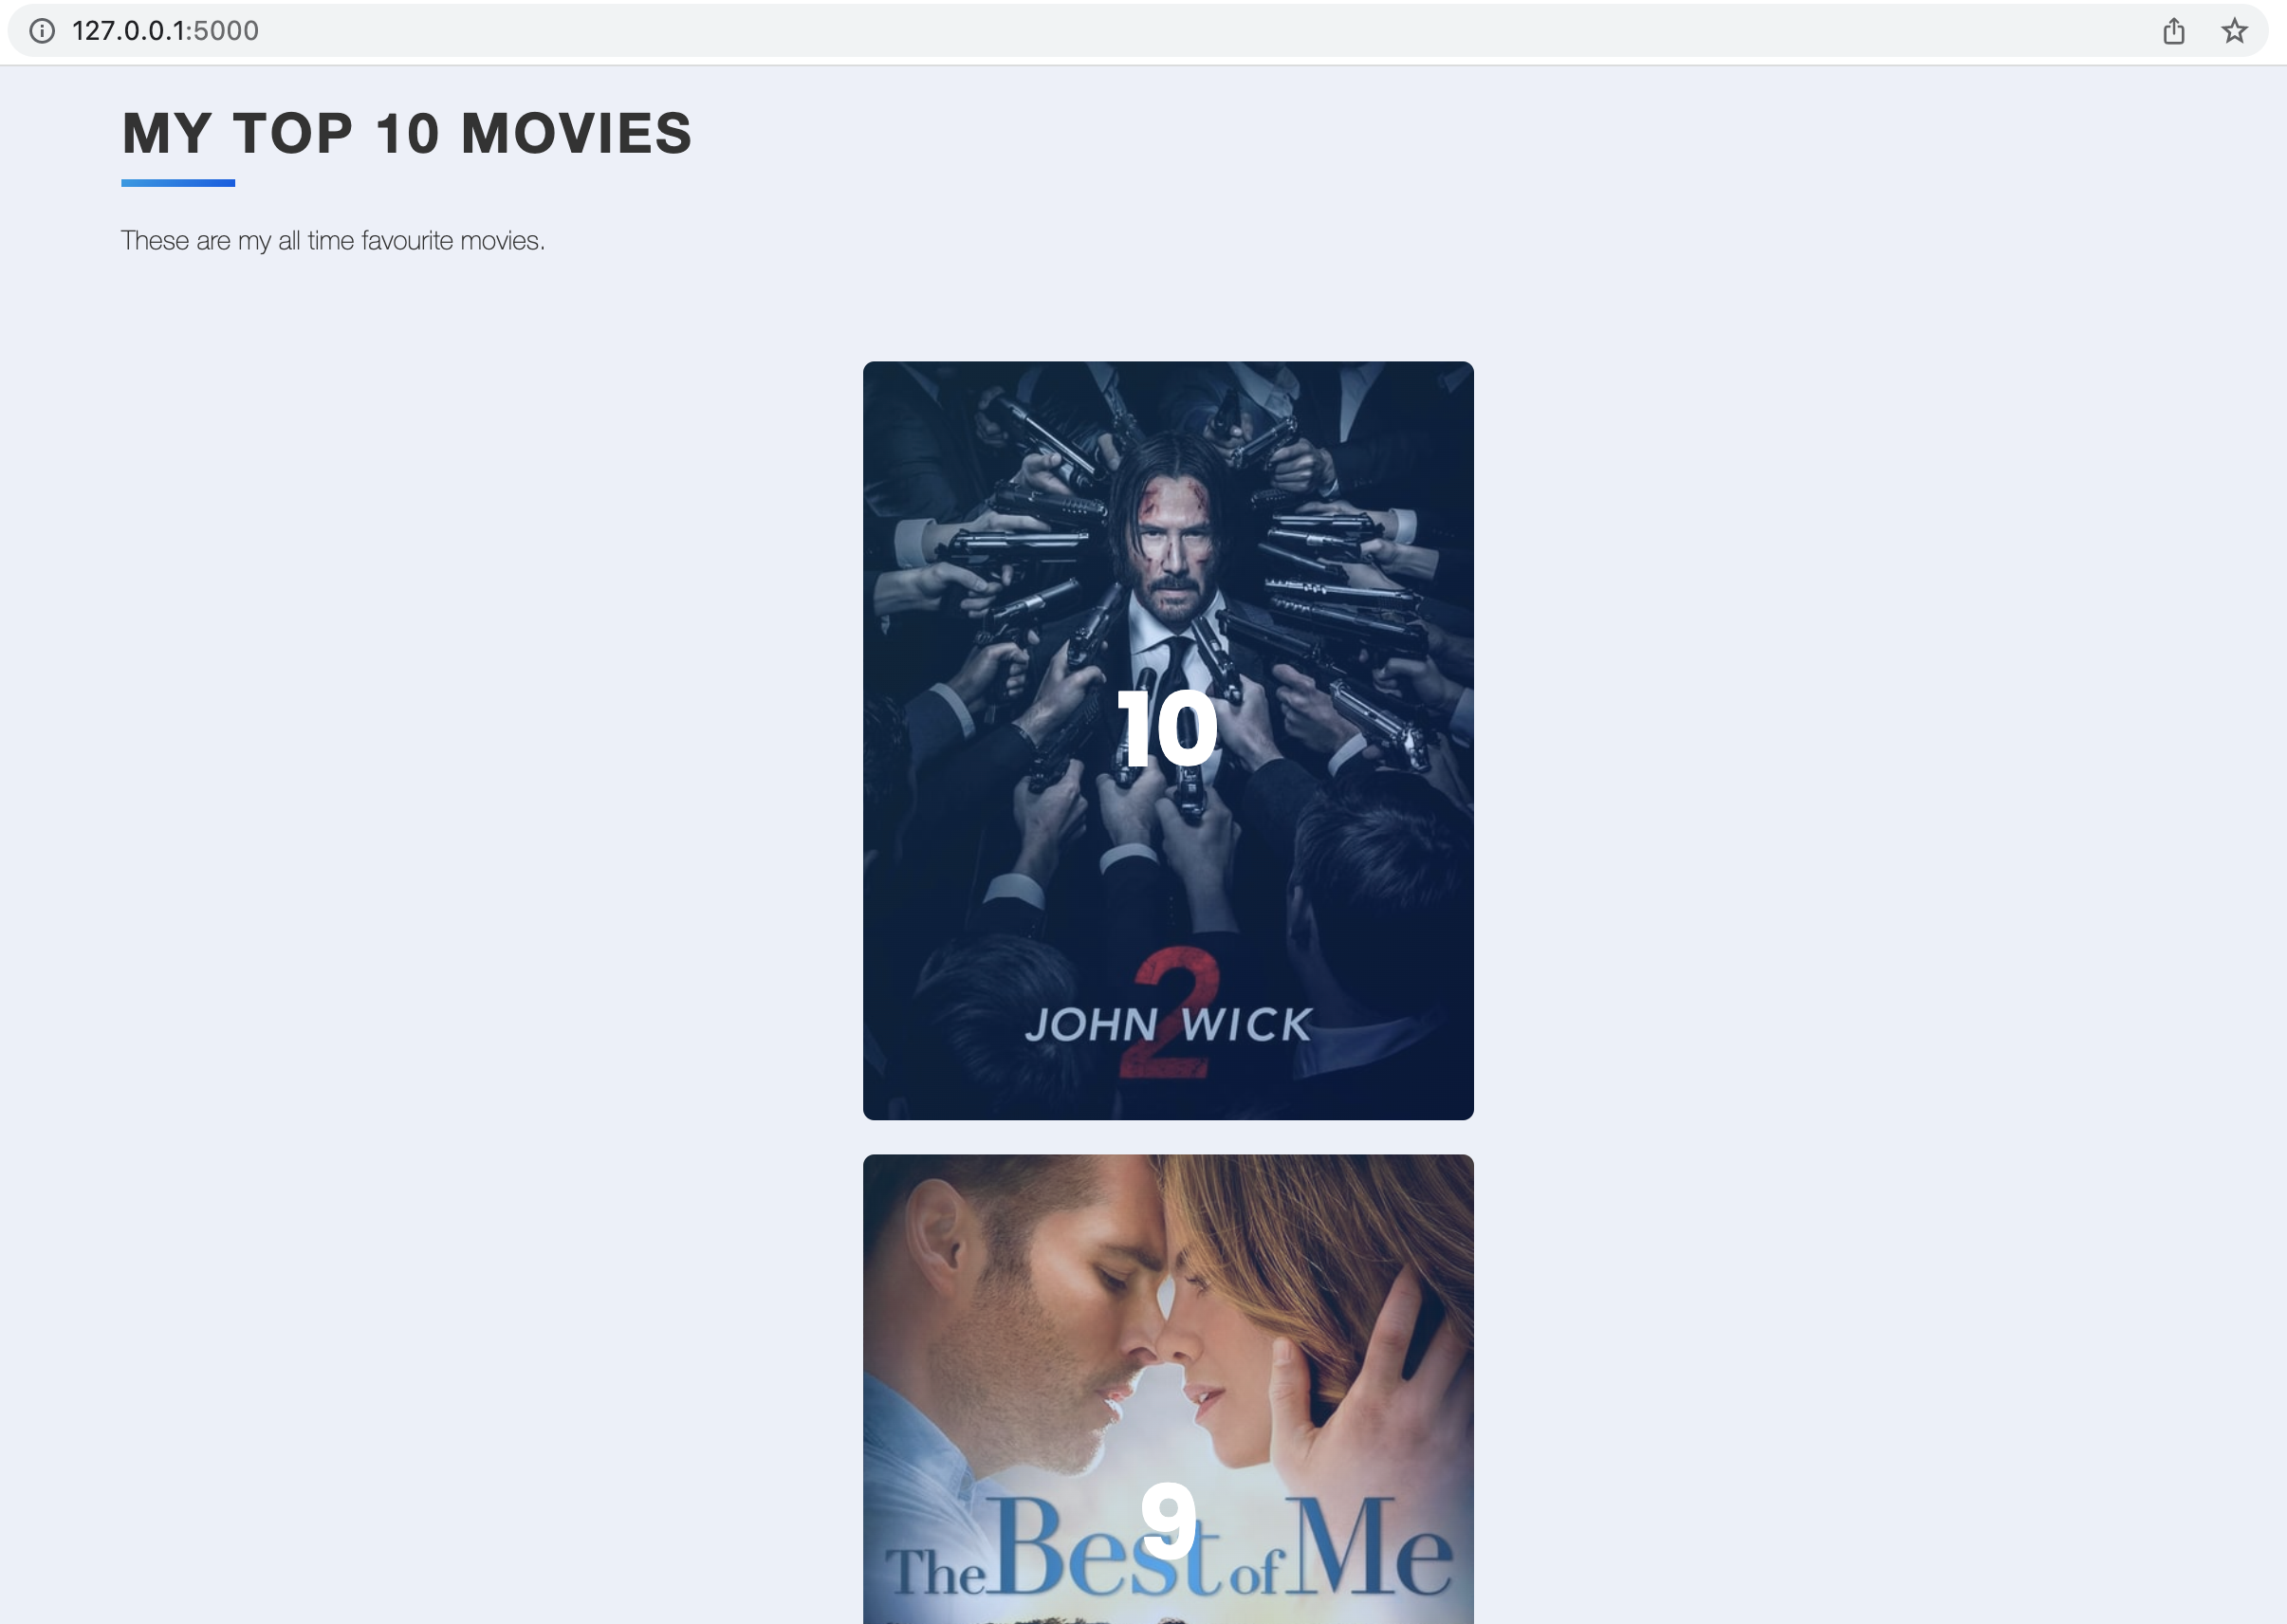 127.0.0.1:5000
MY TOP 10 MOVIES
These are my all time favourite movies.
10
2
JOHN WICK
9
The Best of Me